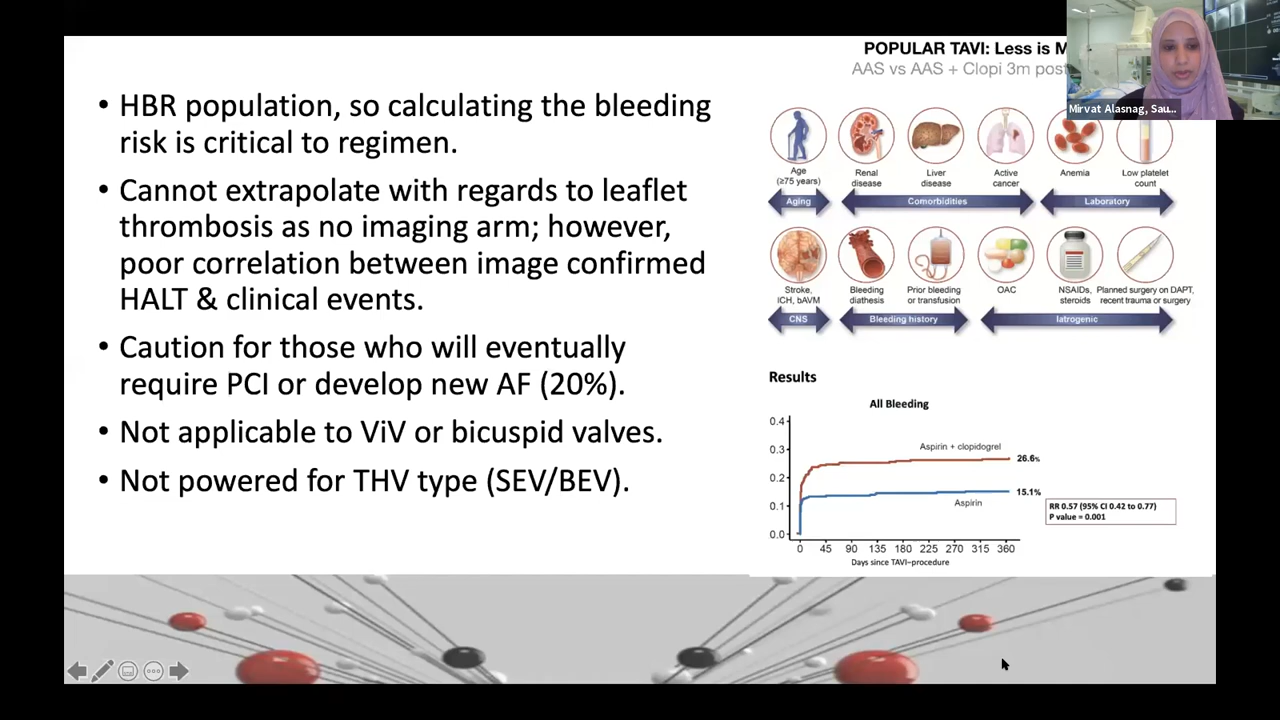 POPULAR TAVI: Less is M
AAS vs AAS + Clopi 3m post
Mirvat Alasnag, Sau...
• HBR population, so calculating the bleeding
risk is critical to regimen.
• Cannot extrapolate with regards to leaflet
thrombosis as no imaging arm; however,
poor correlation between image confirmed
HALT & clinical events.
• Caution for those who will eventually
require PCI or develop new AF (20%).
• Not applicable to ViV or bicuspid valves.
• Not powered for THV type (SEV/BEV).
Age
(≥75 years)
Renal
disease
Liver
disease
Active
cancer
Anemia
Low platelet
count
Aging
Comorbidities
Laboratory
Stroke,
ICH, bAVM
Bleeding
diathesis
Prior bleeding
or transfusion
OAC
NSAIDs,
steroids
Planned surgery on DAPT,
recent trauma or surgery
CNS
Bleeding history
Iatrogenic
Results
All Bleeding
0.4
0.3
0.2
0.1
0.0
Aspirin + clopidogrel
26.6%
15.1%
Aspirin
RR 0.57 (95% CI 0.42 to 0.77)
P value = 0.001
0 45 90 135 180 225 270 315 360
Days since TAVI-procedure